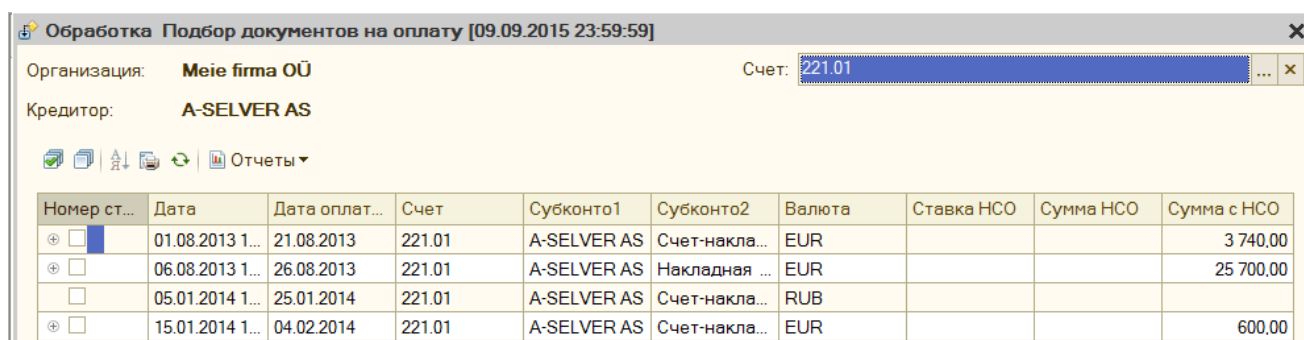 Обработка Подбор документов на оплату [09.09.2015 23:59:59]
Организация: Meie firma OÜ Счет: 221.01 ...
Кредитор: A-SELVER AS
Отчеты
Номер ст... Дата Дата оплат... Счет Субконто1 Субконто2 Валюта Ставка НСО Сумма НСО Сумма с НСО
01.08.2013 1... 21.08.2013 221.01 A-SELVER AS Счет-накла... EUR 3 740,00
06.08.2013 1... 26.08.2013 221.01 A-SELVER AS Накладная ... EUR 25 700,00
05.01.2014 1... 25.01.2014 221.01 A-SELVER AS Счет-накла... RUB
15.01.2014 1... 04.02.2014 221.01 A-SELVER AS Счет-накла... EUR 600,00